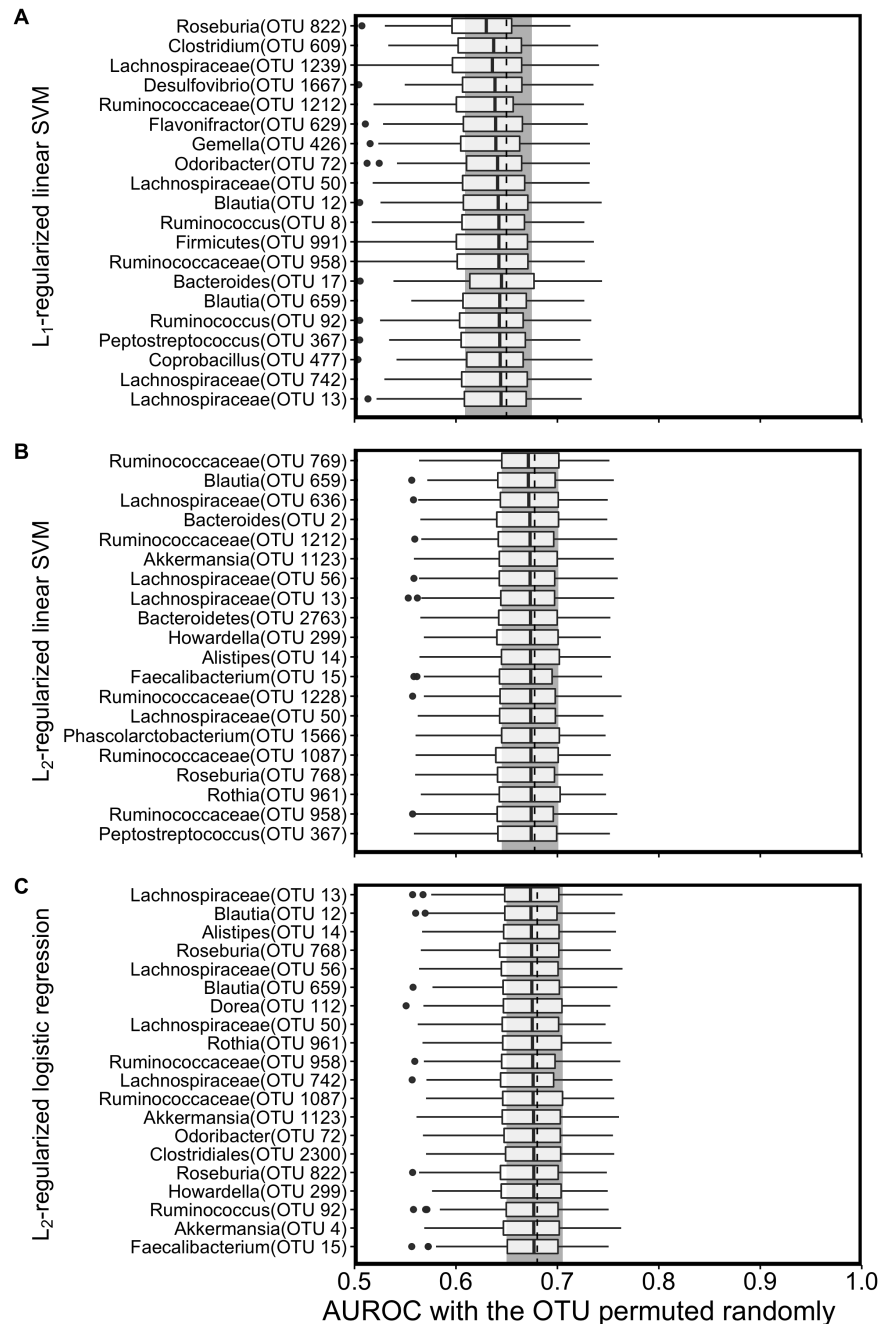 A
L1-regularized linear SVM
Roseburia(OTU 822)
Clostridium(OTU 609)
Lachnospiraceae(OTU 1239)
Desulfovibrio(OTU 1667)
Ruminococcaceae(OTU 1212)
Flavonifractor(OTU 629)
Gemella(OTU 426)
Odoribacter(OTU 72)
Lachnospiraceae(OTU 50)
Blautia(OTU 12)
Ruminococcus(OTU 8)
Firmicutes(OTU 991)
Ruminococcaceae(OTU 958)
Bacteroides(OTU 17)
Blautia(OTU 659)
Ruminococcus(OTU 92)
Peptostreptococcus(OTU 367)
Coprobacillus(OTU 477)
Lachnospiraceae(OTU 742)
Lachnospiraceae(OTU 13)
B
L2-regularized linear SVM
Ruminococcaceae(OTU 769)
Blautia(OTU 659)
Lachnospiraceae(OTU 636)
Bacteroides(OTU 2)
Ruminococcaceae(OTU 1212)
Akkermansia(OTU 1123)
Lachnospiraceae(OTU 56)
Lachnospiraceae(OTU 13)
Bacteroidetes(OTU 2763)
Howardella(OTU 299)
Alistipes(OTU 14)
Faecalibacterium(OTU 15)
Ruminococcaceae(OTU 1228)
Lachnospiraceae(OTU 50)
Phascolarctobacterium(OTU 1566)
Ruminococcaceae(OTU 1087)
Roseburia(OTU 768)
Rothia(OTU 961)
Ruminococcaceae(OTU 958)
Peptostreptococcus(OTU 367)
C
L2-regularized logistic regression
Lachnospiraceae(OTU 13)
Blautia(OTU 12)
Alistipes(OTU 14)
Roseburia(OTU 768)
Lachnospiraceae(OTU 56)
Blautia(OTU 659)
Dorea(OTU 112)
Lachnospiraceae(OTU 50)
Rothia(OTU 961)
Ruminococcaceae(OTU 958)
Lachnospiraceae(OTU 742)
Ruminococcaceae(OTU 1087)
Akkermansia(OTU 1123)
Odoribacter(OTU 72)
Clostridiales(OTU 2300)
Roseburia(OTU 822)
Howardella(OTU 299)
Ruminococcus(OTU 92)
Akkermansia(OTU 4)
Faecalibacterium(OTU 15)
0.5 0.6 0.7 0.8 0.9 1.0
AUROC with the OTU permuted randomly